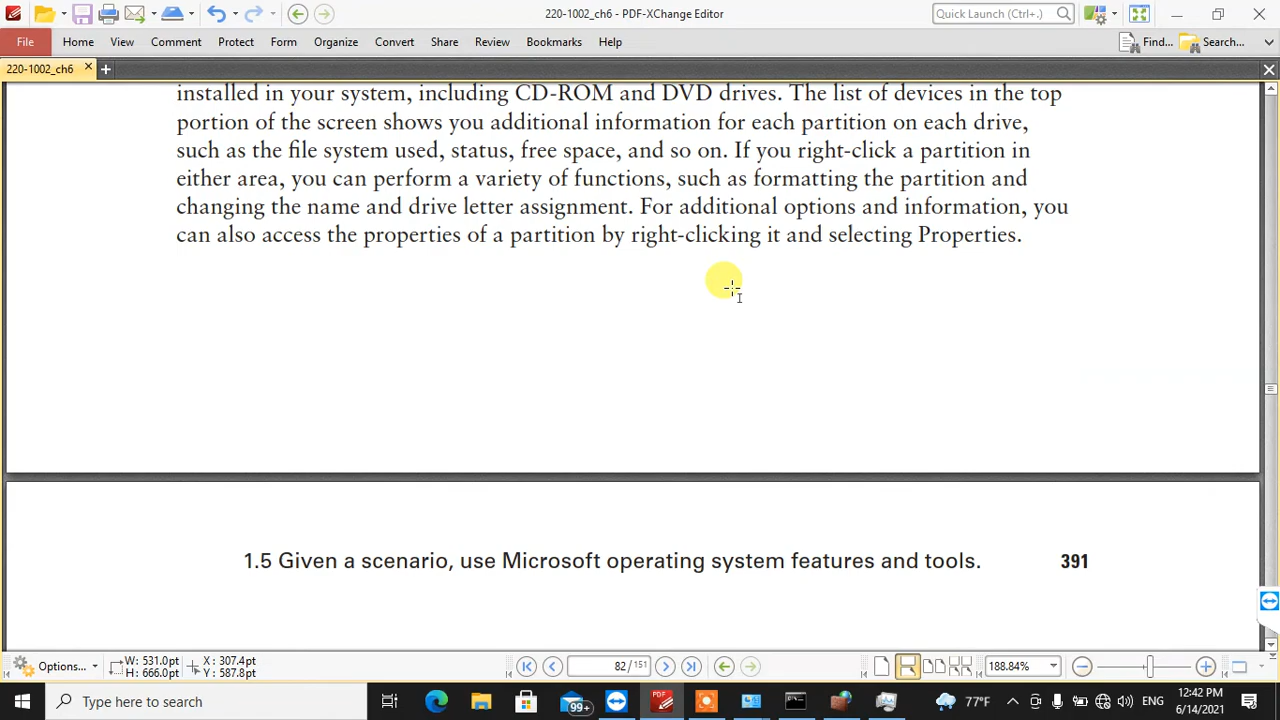 220-1002_ch6 - PDF-XChange Editor
Quick Launch (Ctrl+.)
File Home View Comment Protect Form Organize Convert Share Review Bookmarks Help Find... Search...
220-1002_ch6
installed in your system, including CD-ROM and DVD drives. The list of devices in the top
portion of the screen shows you additional information for each partition on each drive,
such as the file system used, status, free space, and so on. If you right-click a partition in
either area, you can perform a variety of functions, such as formatting the partition and
changing the name and drive letter assignment. For additional options and information, you
can also access the properties of a partition by right-clicking it and selecting Properties.
1.5 Given a scenario, use Microsoft operating system features and tools. 391
Options... W: 531.0pt X: 307.4pt 82 / 151 188.84%
H: 666.0pt Y: 587.8pt
Type here to search 99+ PDF 77°F ENG 12:42 PM
6/14/2021